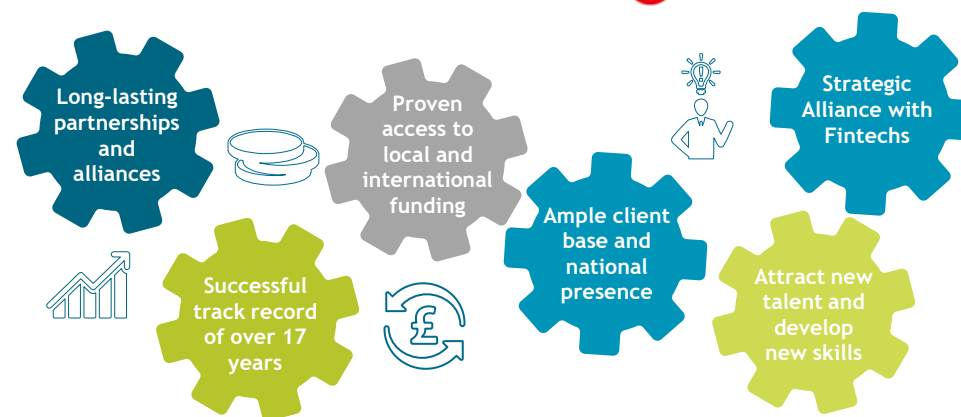 Long-lasting
partnerships
and
alliances
Successful
track record
of over 17
years
Proven
access to
local and
international
funding
£
Ample client
base and
national
presence
Strategic
Alliance with
Fintechs
Attract new
talent and
develop
new skills